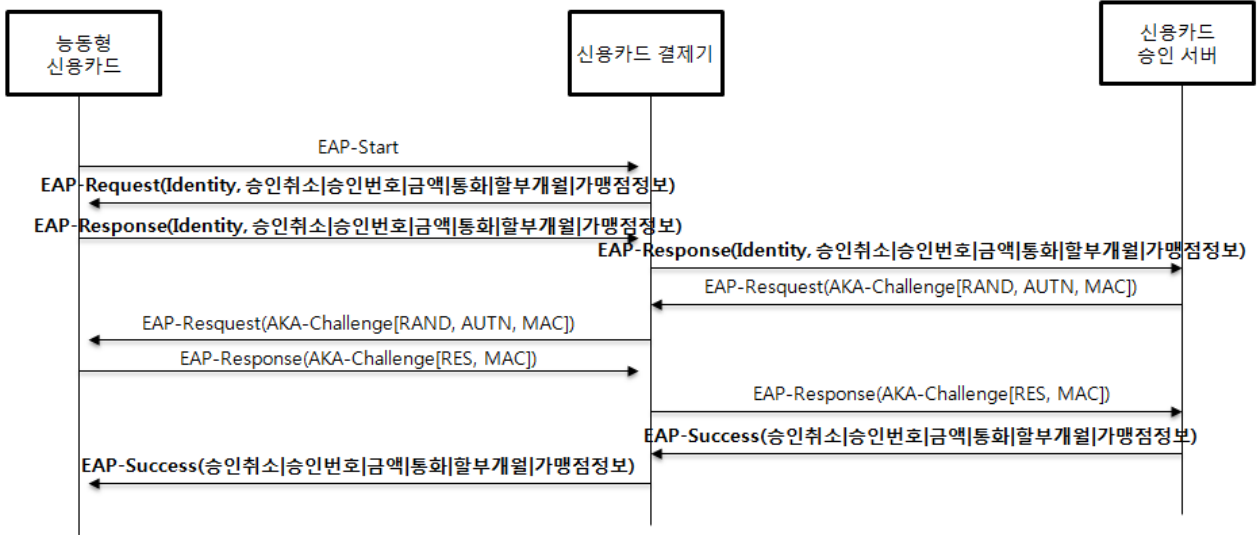 능동형
신용카드
신용카드 결제기
신용카드
승인 서버
EAP-Start
EAP-Request(Identity, 승인취소|승인번호|금액|통화|할부개월|가맹점정보)
EAP-Response(Identity, 승인취소|승인번호|금액|통화|할부개월|가맹점정보)
EAP-Response(Identity, 승인취소|승인번호|금액|통화|할부개월|가맹점정보)
EAP-Resquest(AKA-Challenge[RAND, AUTN, MAC])
EAP-Resquest(AKA-Challenge[RAND, AUTN, MAC])
EAP-Response(AKA-Challenge[RES, MAC])
EAP-Response(AKA-Challenge[RES, MAC])
EAP-Success(승인취소|승인번호|금액|통화|할부개월|가맹점정보)
EAP-Success(승인취소|승인번호|금액|통화|할부개월|가맹점정보)